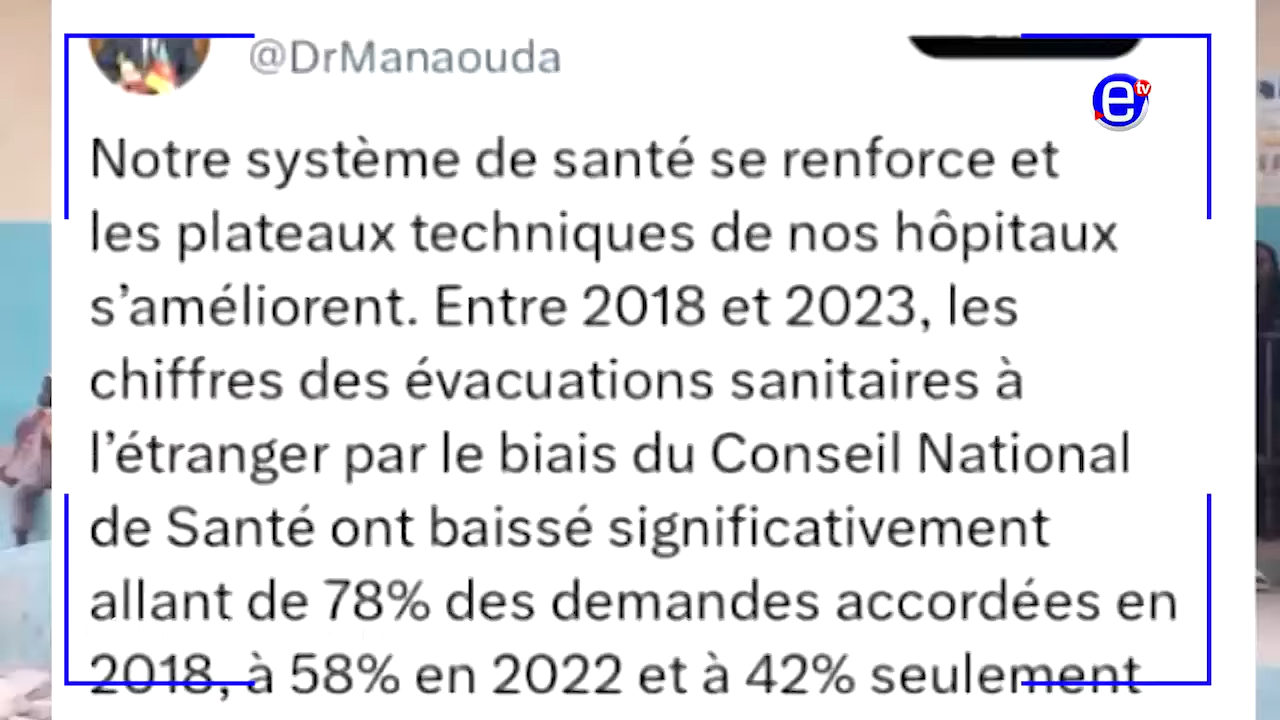 @DrManaouda
e tv
Notre système de santé se renforce et
les plateaux techniques de nos hôpitaux
s’améliorent. Entre 2018 et 2023, les
chiffres des évacuations sanitaires à
l’étranger par le biais du Conseil National
de Santé ont baissé significativement
allant de 78% des demandes accordées en
2018, à 58% en 2022 et à 42% seulement